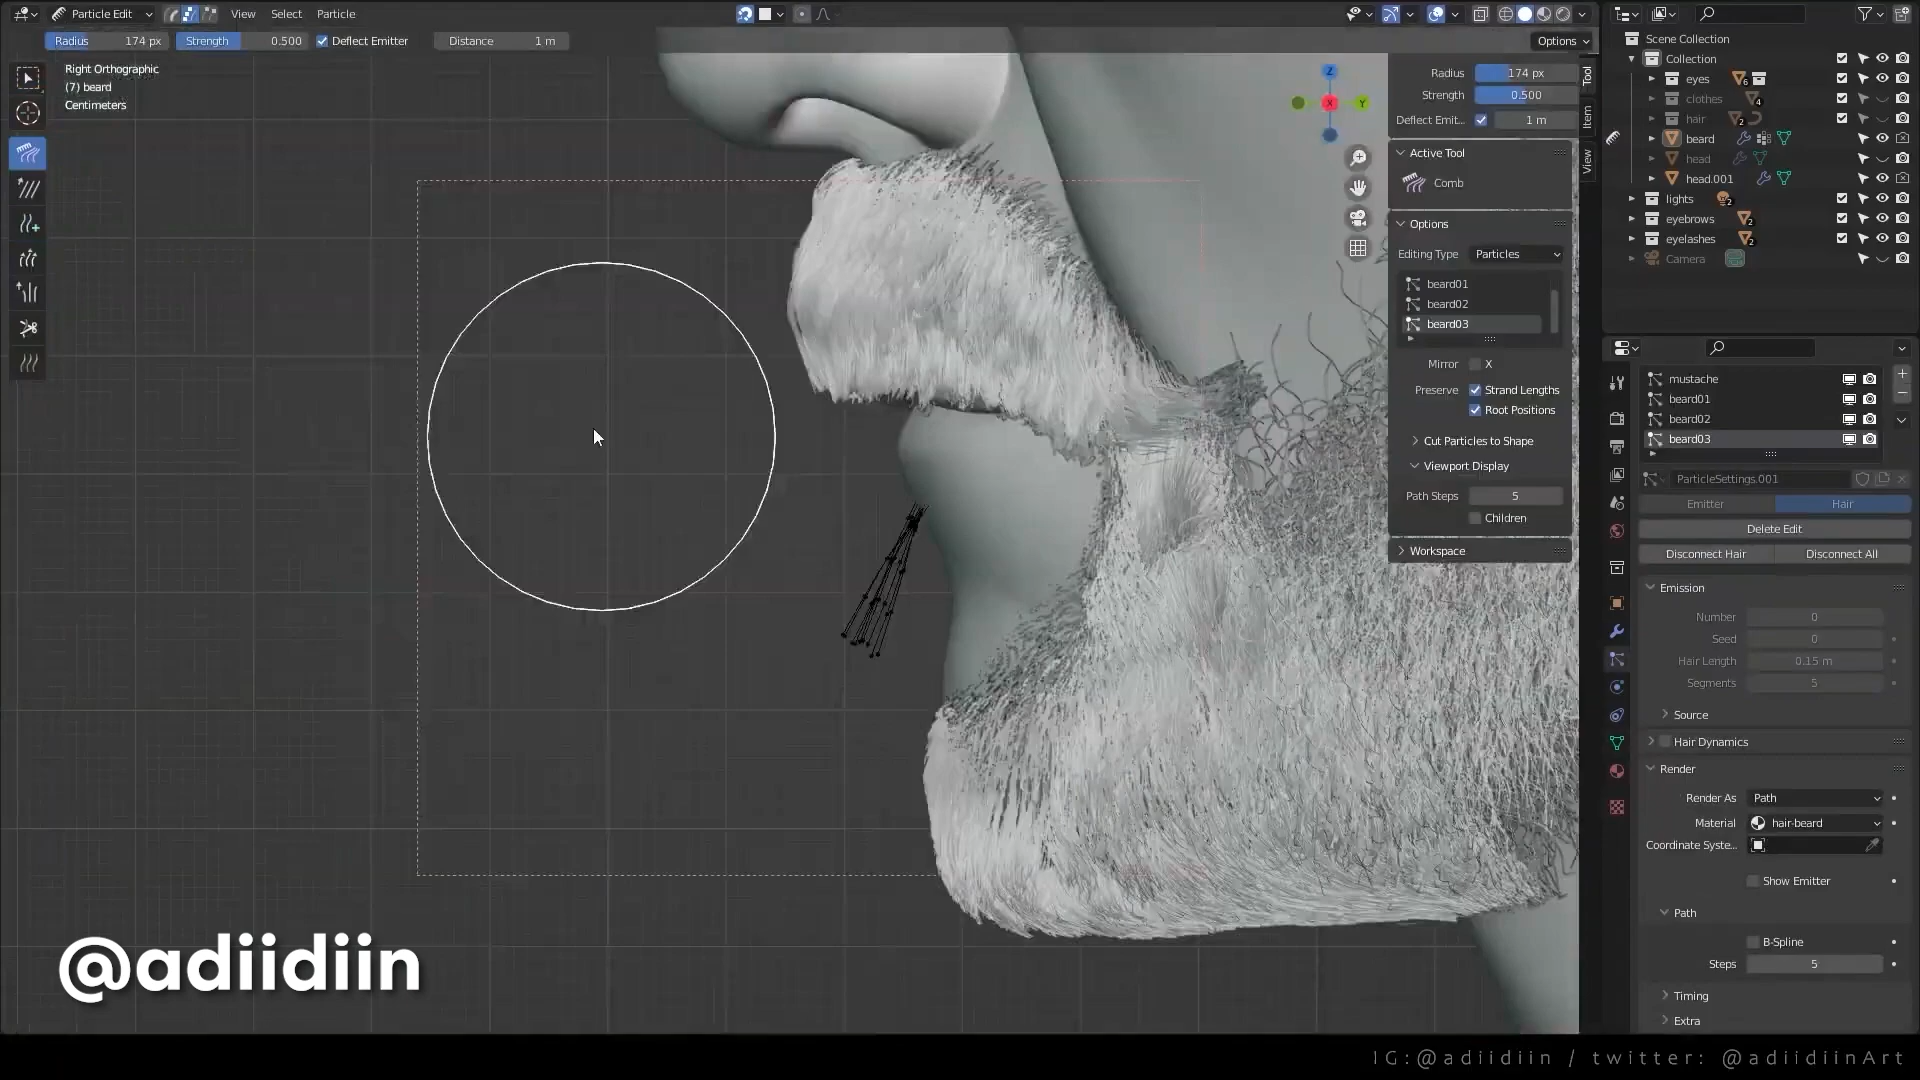 Particle Edit View Select Particle
Radius 174 px Strength 0.500 Deflect Emitter Distance 1 m Options
Right Orthographic
(7) beard
Centimeters
Z
X
Y
Radius 174 px
Strength 0.500
Deflect Emit... 1 m
Tool
Item
View
Active Tool
Comb
Options
Editing Type Particles
beard01
beard02
beard03
Mirror X
Preserve Strand Lengths
Root Positions
Cut Particles to Shape
Viewport Display
Path Steps 5
Children
Workspace
Scene Collection
Collection
eyes 6
clothes 4
hair 2
beard
head
head.001
lights 2
eyebrows 2
eyelashes 2
Camera
mustache
beard01
beard02
beard03
ParticleSettings.001
Emitter Hair
Delete Edit
Disconnect Hair Disconnect All
Emission
Number 0
Seed 0
Hair Length 0.15 m
Segments 5
Source
Hair Dynamics
Render
Render As Path
Material hair-beard
Coordinate Syste...
Show Emitter
Path
B-Spline
Steps 5
Timing
Extra
@adiidiin
IG:@adiidiin / twitter: @adiidiinArt